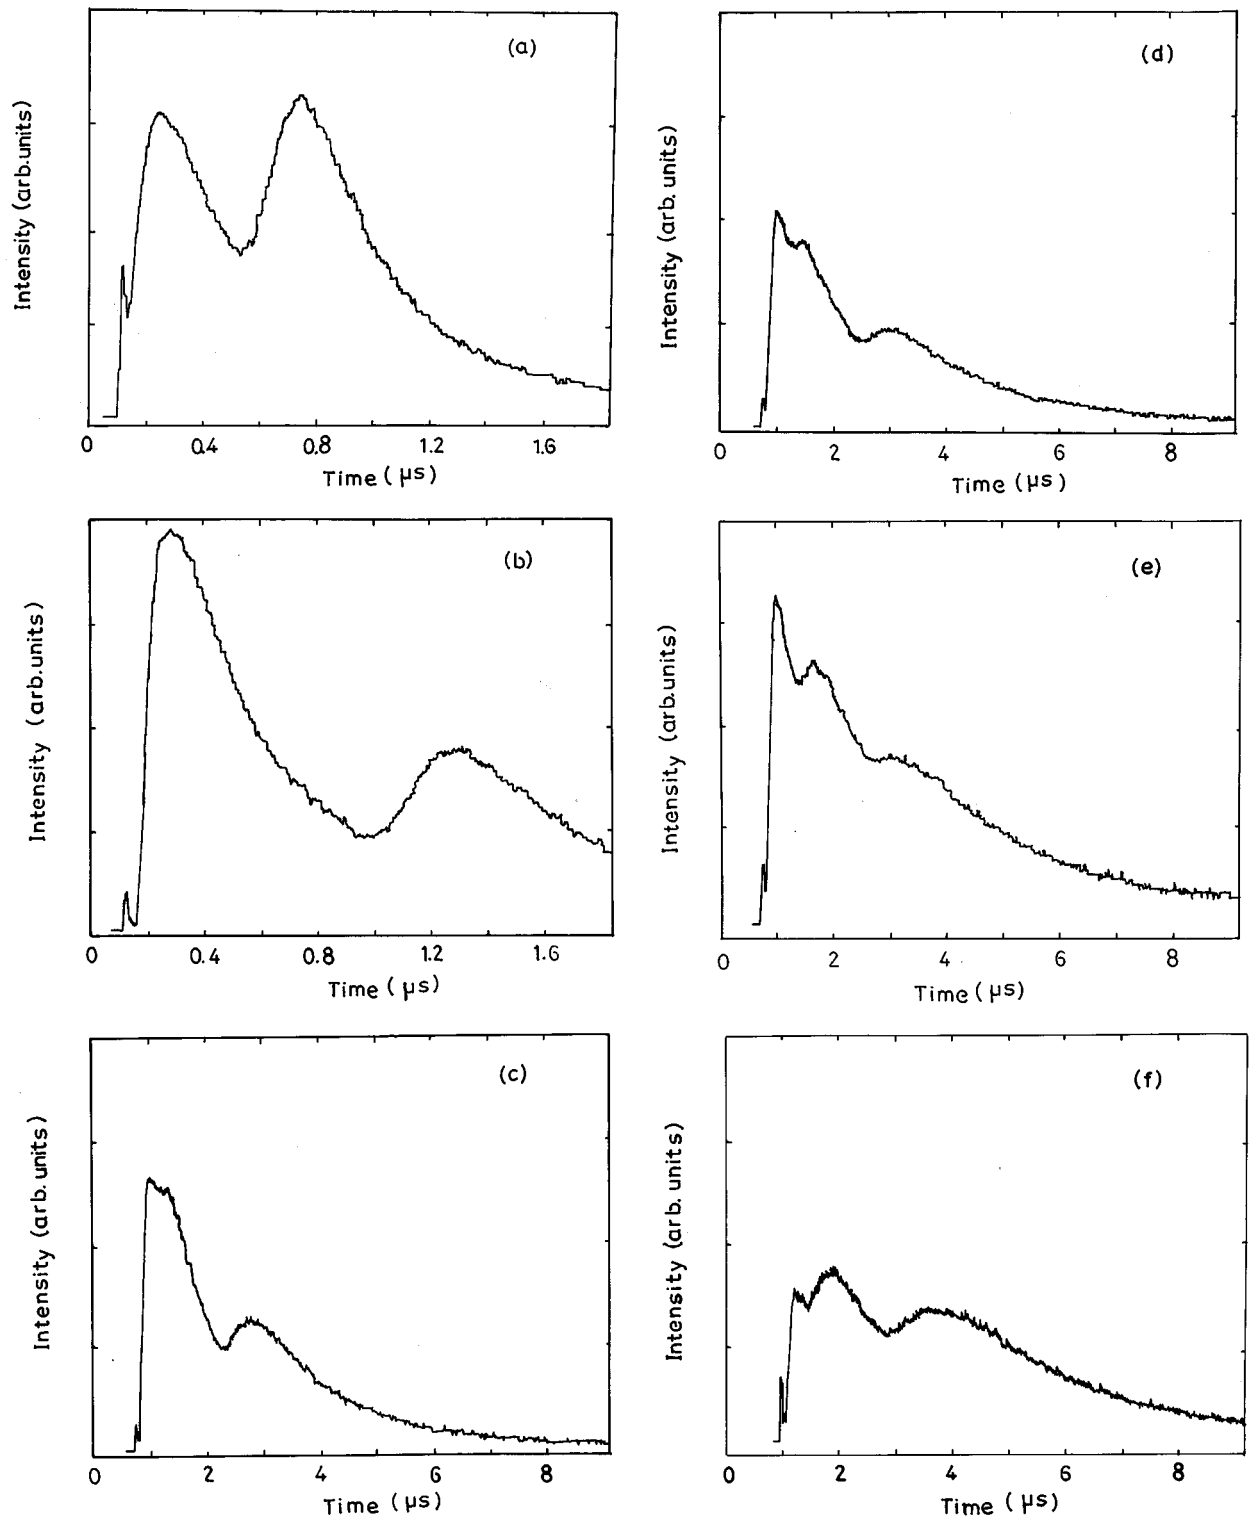 (a)
Intensity (arb.units)
0 0.4 0.8 1.2 1.6
Time (μs)
(d)
Intensity (arb. units)
0 2 4 6 8
Time (μs)
(b)
Intensity (arb.units)
0 0.4 0.8 1.2 1.6
Time (μs)
(e)
Intensity (arb.units)
0 2 4 6 8
Time (μs)
(c)
Intensity (arb. units)
0 2 4 6 8
Time (μs)
(f)
Intensity (arb. units)
0 2 4 6 8
Time (μs)